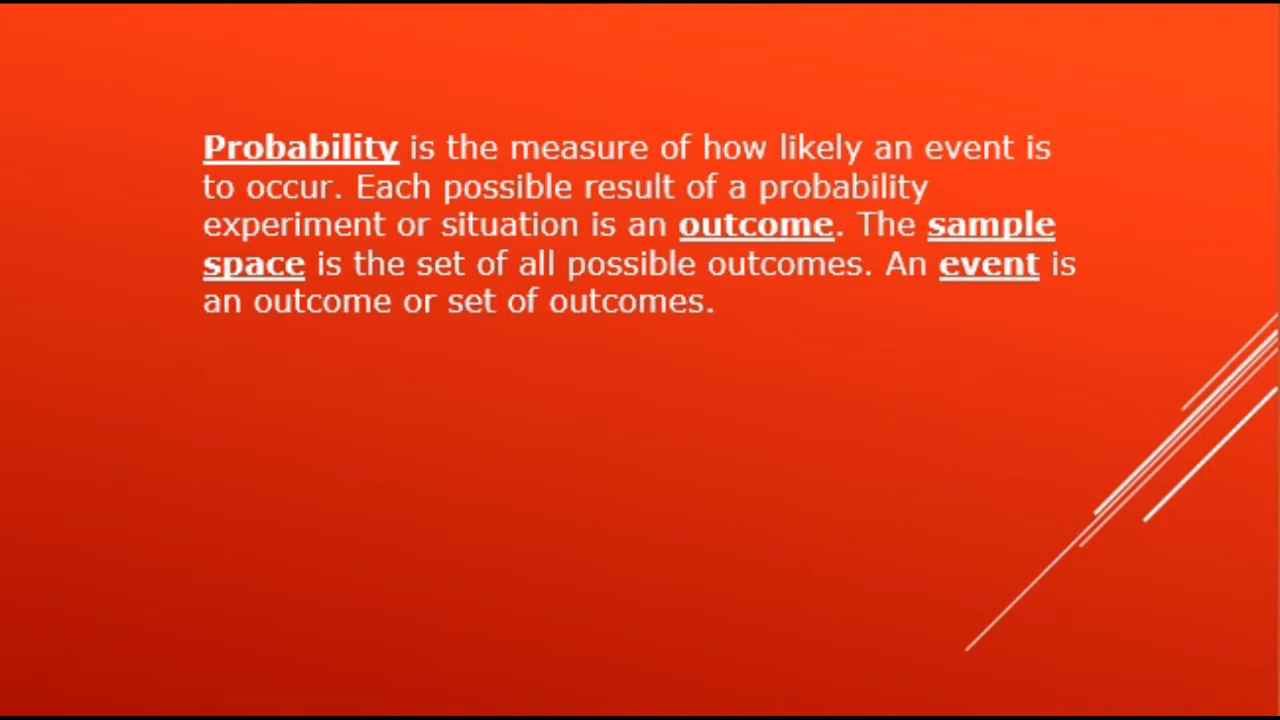 Probability is the measure of how likely an event is
to occur. Each possible result of a probability
experiment or situation is an outcome. The sample
space is the set of all possible outcomes. An event is
an outcome or set of outcomes.